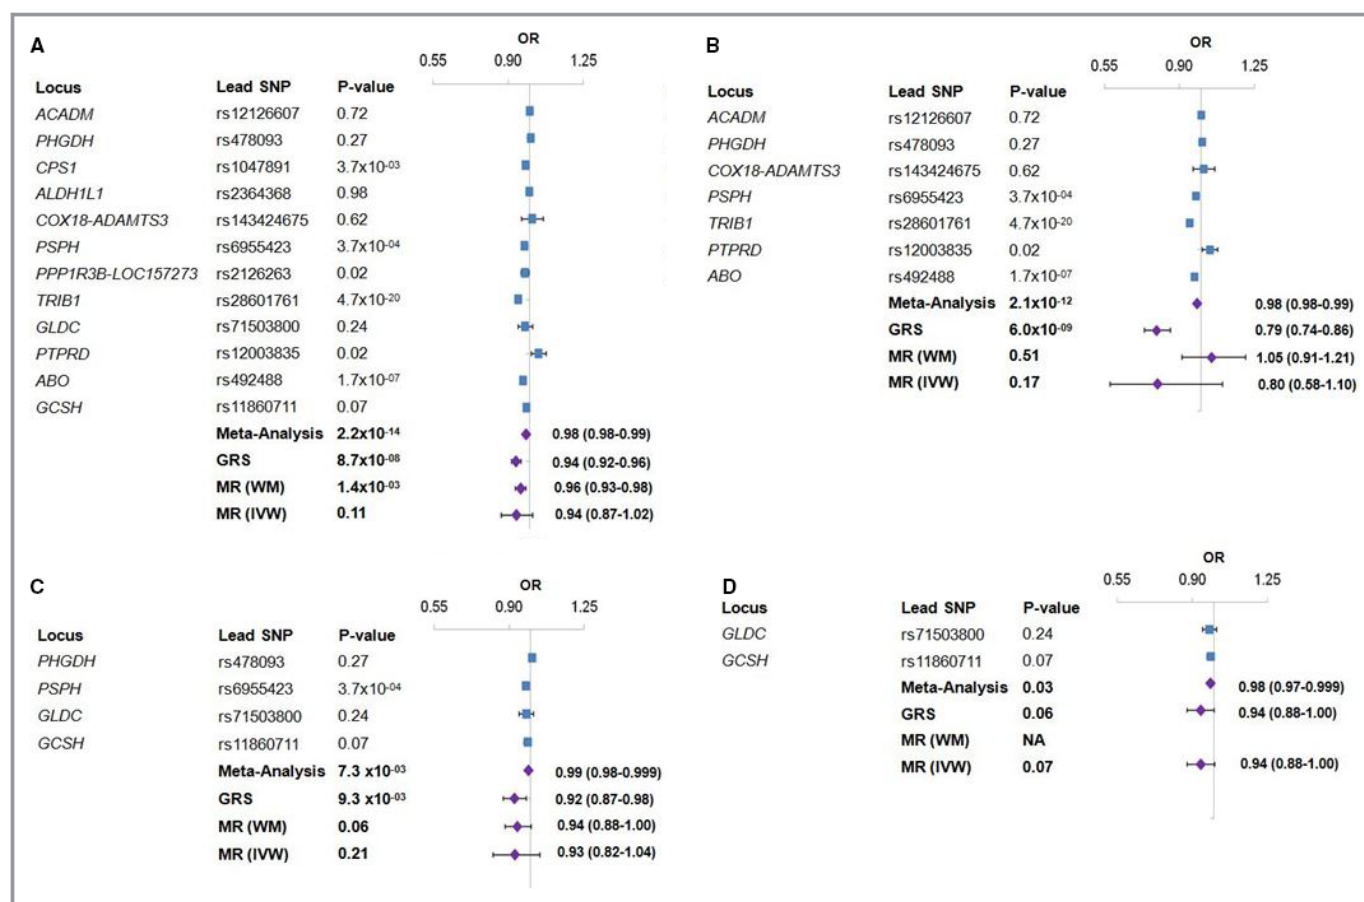 A
OR
0.55 0.90 1.25
Locus Lead SNP P-value
ACADM rs12126607 0.72
PHGDH rs478093 0.27
CPS1 rs1047891 3.7x10-03
ALDH1L1 rs2364368 0.98
COX18-ADAMTS3 rs143424675 0.62
PSPH rs6955423 3.7x10-04
PPP1R3B-LOC157273 rs2126263 0.02
TRIB1 rs28601761 4.7x10-20
GLDC rs71503800 0.24
PTPRD rs12003835 0.02
ABO rs492488 1.7x10-07
GCSH rs11860711 0.07
Meta-Analysis 2.2x10-14 0.98 (0.98-0.99)
GRS 8.7x10-08 0.94 (0.92-0.96)
MR (WM) 1.4x10-03 0.96 (0.93-0.98)
MR (IVW) 0.11 0.94 (0.87-1.02)
B
OR
0.55 0.90 1.25
Locus Lead SNP P-value
ACADM rs12126607 0.72
PHGDH rs478093 0.27
COX18-ADAMTS3 rs143424675 0.62
PSPH rs6955423 3.7x10-04
TRIB1 rs28601761 4.7x10-20
PTPRD rs12003835 0.02
ABO rs492488 1.7x10-07
Meta-Analysis 2.1x10-12 0.98 (0.98-0.99)
GRS 6.0x10-09 0.79 (0.74-0.86)
MR (WM) 0.51 1.05 (0.91-1.21)
MR (IVW) 0.17 0.80 (0.58-1.10)
C
OR
0.55 0.90 1.25
Locus Lead SNP P-value
PHGDH rs478093 0.27
PSPH rs6955423 3.7x10-04
GLDC rs71503800 0.24
GCSH rs11860711 0.07
Meta-Analysis 7.3 x10-03 0.99 (0.98-0.999)
GRS 9.3 x10-03 0.92 (0.87-0.98)
MR (WM) 0.06 0.94 (0.88-1.00)
MR (IVW) 0.21 0.93 (0.82-1.04)
D
OR
0.55 0.90 1.25
Locus Lead SNP P-value
GLDC rs71503800 0.24
GCSH rs11860711 0.07
Meta-Analysis 0.03 0.98 (0.97-0.999)
GRS 0.06 0.94 (0.88-1.00)
MR (WM) NA
MR (IVW) 0.07 0.94 (0.88-1.00)